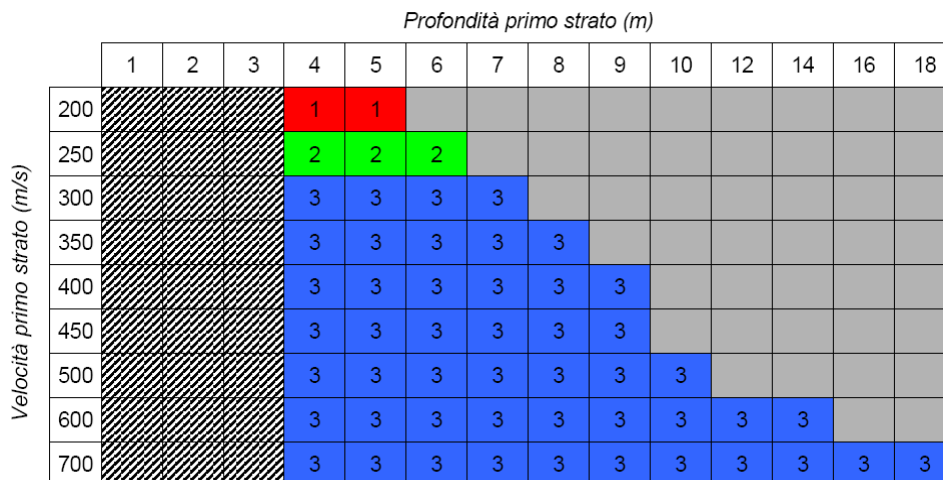 Profondità primo strato (m)
1 2 3 4 5 6 7 8 9 10 12 14 16 18
Velocità primo strato (m/s)
200 1 1
250 2 2 2
300 3 3 3 3
350 3 3 3 3 3
400 3 3 3 3 3 3
450 3 3 3 3 3 3
500 3 3 3 3 3 3 3
600 3 3 3 3 3 3 3 3 3
700 3 3 3 3 3 3 3 3 3 3 3